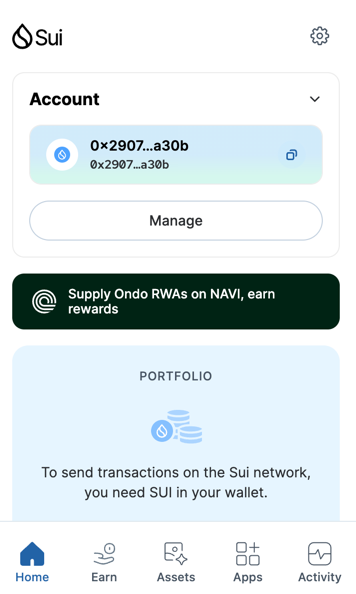 Sui
Account
0x2907...a30b
0x2907…a30b
Manage
Supply Ondo RWAs on NAVI, earn
rewards
PORTFOLIO
To send transactions on the Sui network,
you need SUI in your wallet.
Home Earn Assets Apps Activity